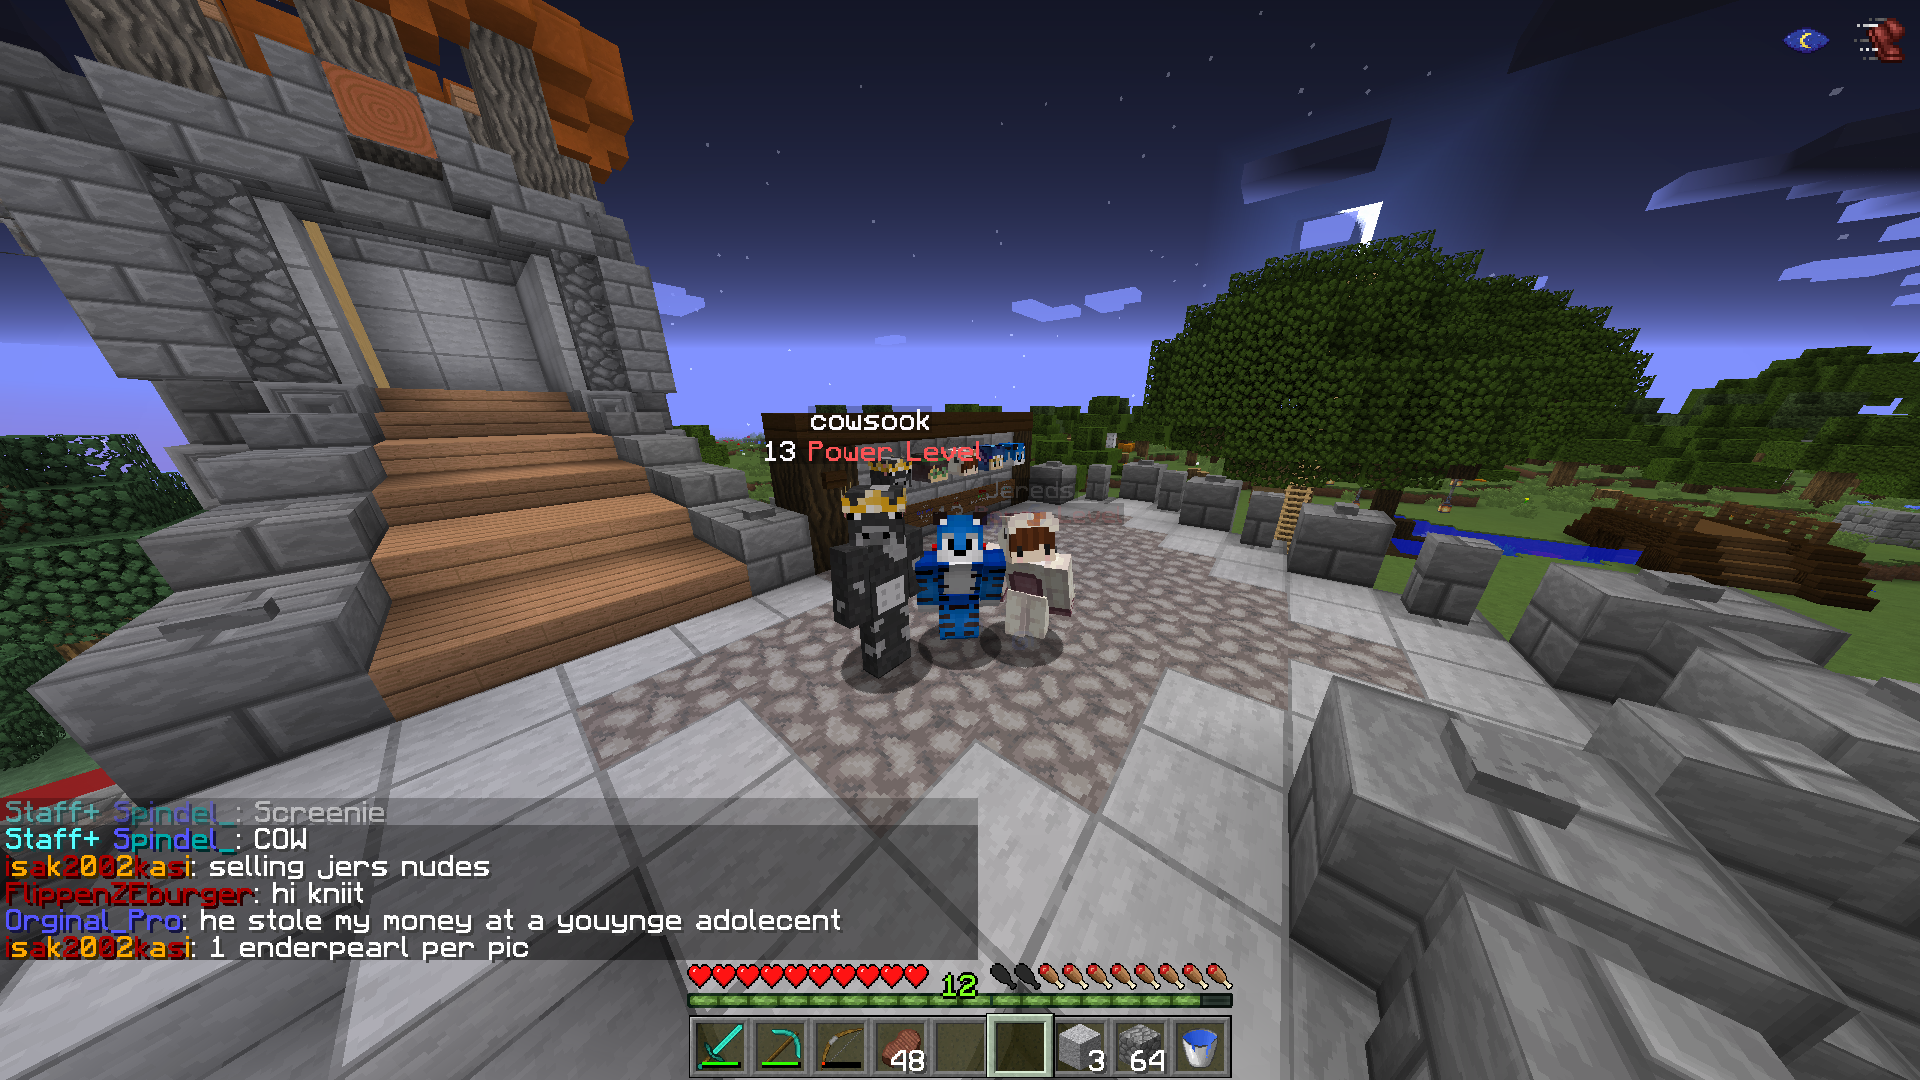 cowsook
13 Power Level
Jereds
Staff+ Spindel_: Screenie
Staff+ Spindel_: COW
isak2002kasi: selling jers nudes
FlippenZEburger: hi kniit
Orginal_Pro: he stole my money at a youynge adolecent
isak2002kasi: 1 enderpearl per pic
12
48
3
64